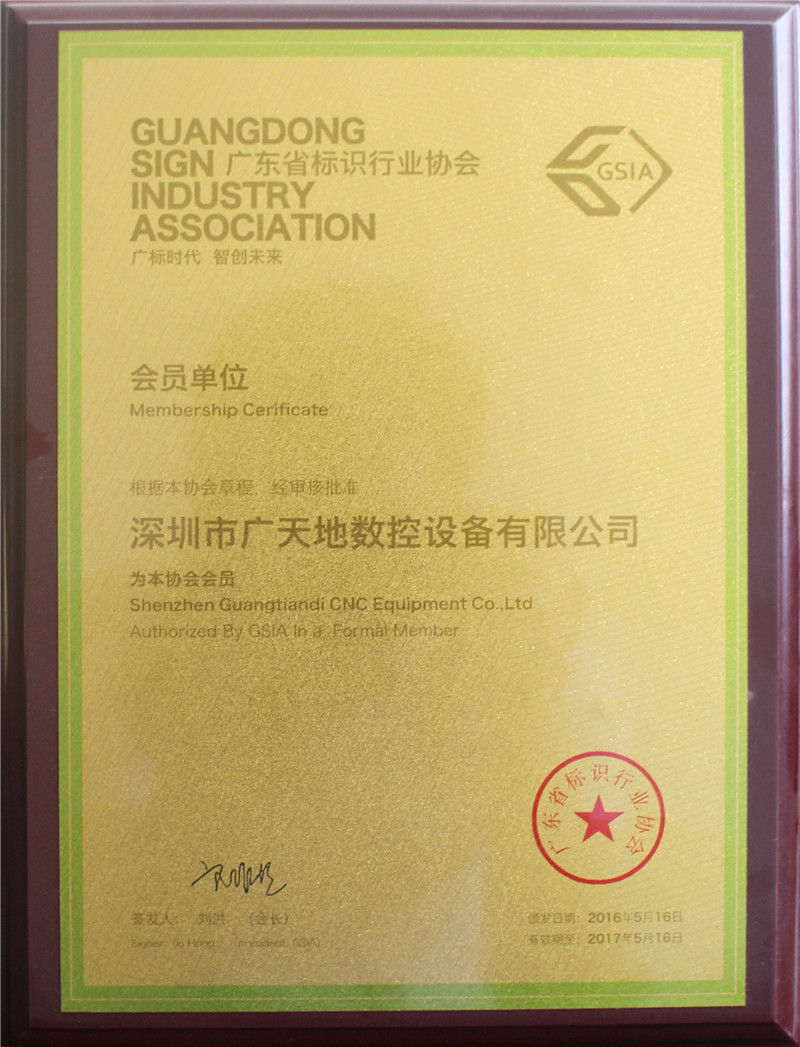 GUANGDONG
SIGN 广东省标识行业协会
INDUSTRY
ASSOCIATION
广标时代 智创未来
GSIA
会员单位
Membership Cerificate
根据本协会章程，经审核批准
深圳市广天地数控设备有限公司
为本协会会员
Shenzhen Guangtiandi CNC Equipment Co.,Ltd
Authorized By GSIA In a Formal Member
广东省标识行业协会
签发人： 刘洪 （会长）
Signer: Hong (president, GSIA)
颁发日期：2016年5月16日
有效期至：2017年5月16日